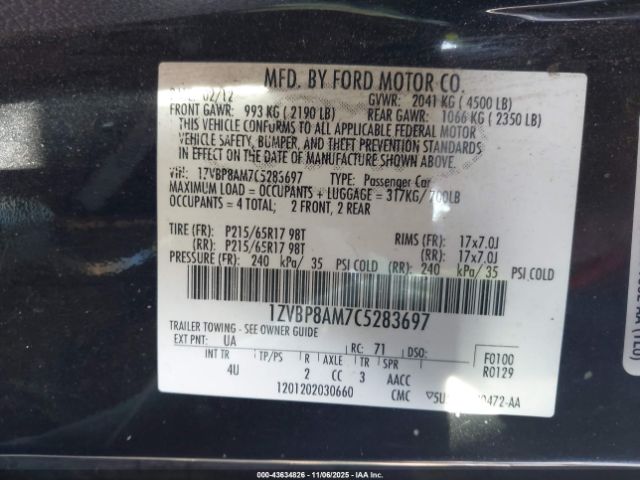 MFD. BY FORD MOTOR CO.
02/12 GVWR: 2041 KG ( 4500 LB)
FRONT GAWR: 993 KG ( 2190 LB) REAR GAWR: 1066 KG ( 2350 LB)
THIS VEHICLE CONFORMS TO ALL APPLICABLE FEDERAL MOTOR
VEHICLE SAFETY, BUMPER, AND THEFT PREVENTION STANDARDS
IN EFFECT ON THE DATE OF MANUFACTURE SHOWN ABOVE.
VIN: 1ZVBP8AM7C5283697 TYPE: Passenger Car
MAXIMUM LOAD = OCCUPANTS + LUGGAGE = 317KG/ 700LB
OCCUPANTS = 4 TOTAL; 2 FRONT, 2 REAR
TIRE (FR): P215/65R17 98T RIMS (FR): 17x7.0J
(RR): P215/65R17 98T (RR): 17x7.0J
PRESSURE (FR): 240 kPa/ 35 PSI COLD (RR): 240 kPa/ 35 PSI COLD
1ZVBP8AM7C5283697
TRAILER TOWING - SEE OWNER GUIDE
EXT PNT: UA RC: 71 DSO:
INT TR TP/PS R AXLE TR SPR F0100
4U 2 CC 3 AACC R0129
1201202030660 CMC
00-43634826 - 11/06/2025 - IAA Inc.